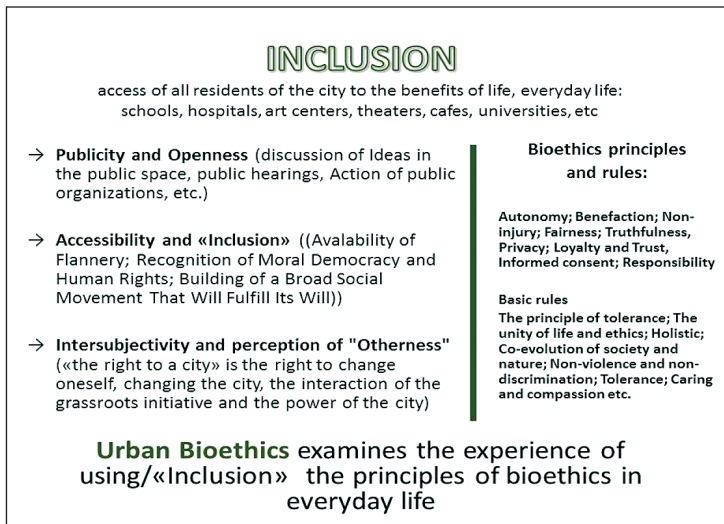 INCLUSION
access of all residents of the city to the benefits of life, everyday life:
schools, hospitals, art centers, theaters, cafes, universities, etc
→ Publicity and Openness (discussion of Ideas in
the public space, public hearings, Action of public
organizations, etc.)
→ Accessibility and «Inclusion» ((Avalability of
Flannery; Recognition of Moral Democracy and
Human Rights; Building of a Broad Social
Movement That Will Fulfill Its Will))
→ Intersubjectivity and perception of "Otherness"
(«the right to a city» is the right to change
oneself, changing the city, the interaction of the
grassroots initiative and the power of the city)
Bioethics principles
and rules:
Autonomy; Benefaction; Non-
injury; Fairness; Truthfulness,
Privacy; Loyalty and Trust,
Informed consent; Responsibility
Basic rules
The principle of tolerance; The
unity of life and ethics; Holistic;
Co-evolution of society and
nature; Non-violence and non-
discrimination; Tolerance; Caring
and compassion etc.
Urban Bioethics examines the experience of
using/«Inclusion» the principles of bioethics in
everyday life